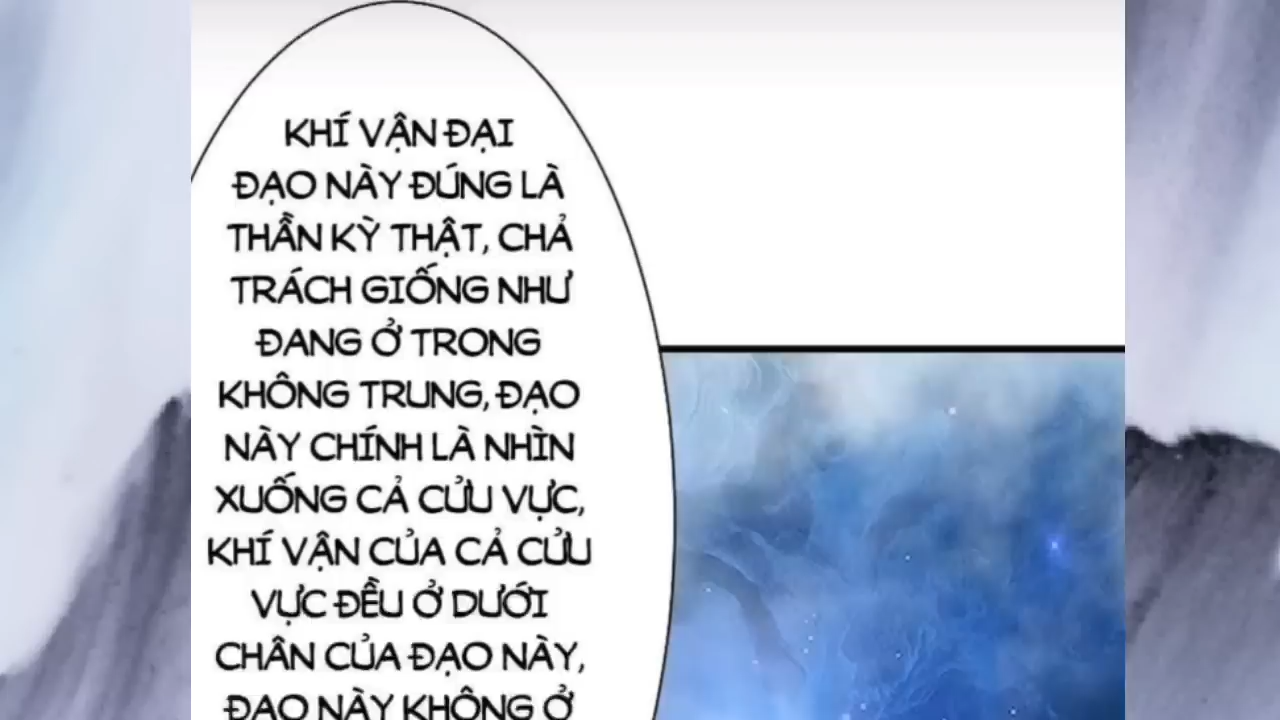 KHÍ VẬN ĐẠI
ĐẠO NÀY ĐÚNG LÀ
THẦN KỲ THẬT, CHẢ
TRÁCH GIỐNG NHƯ
ĐANG Ở TRONG
KHÔNG TRUNG, ĐẠO
NÀY CHÍNH LÀ NHÌN
XUỐNG CẢ CỬU VỰC,
KHÍ VẬN CỦA CẢ CỬU
VỰC ĐỀU Ở DƯỚI
CHÂN CỦA ĐẠO NÀY,
ĐẠO NÀY KHÔNG Ở